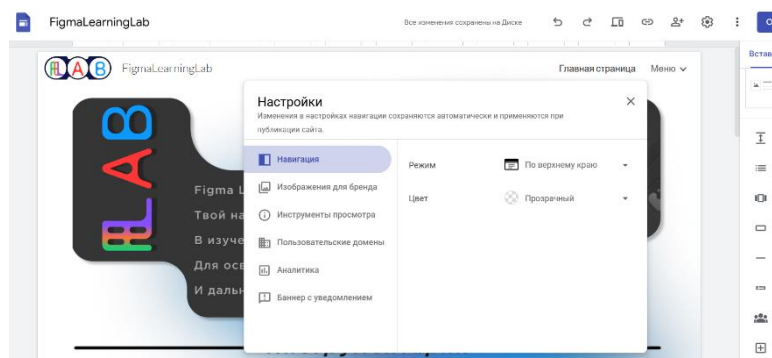 FigmaLearningLab
Все изменения сохранены на Диске
Встав
FLAB
FigmaLearningLab
Главная страница Меню
Настройки
Изменения в настройках навигации сохраняются автоматически и применяются при
публикации сайта.
Навигация
Режим
По верхнему краю
Изображения для бренда
Цвет
Прозрачный
Инструменты просмотра
Пользовательские домены
Аналитика
Баннер с уведомлением
FLAB
Figma L
Твой на
В изуче
Для осв
И дальн